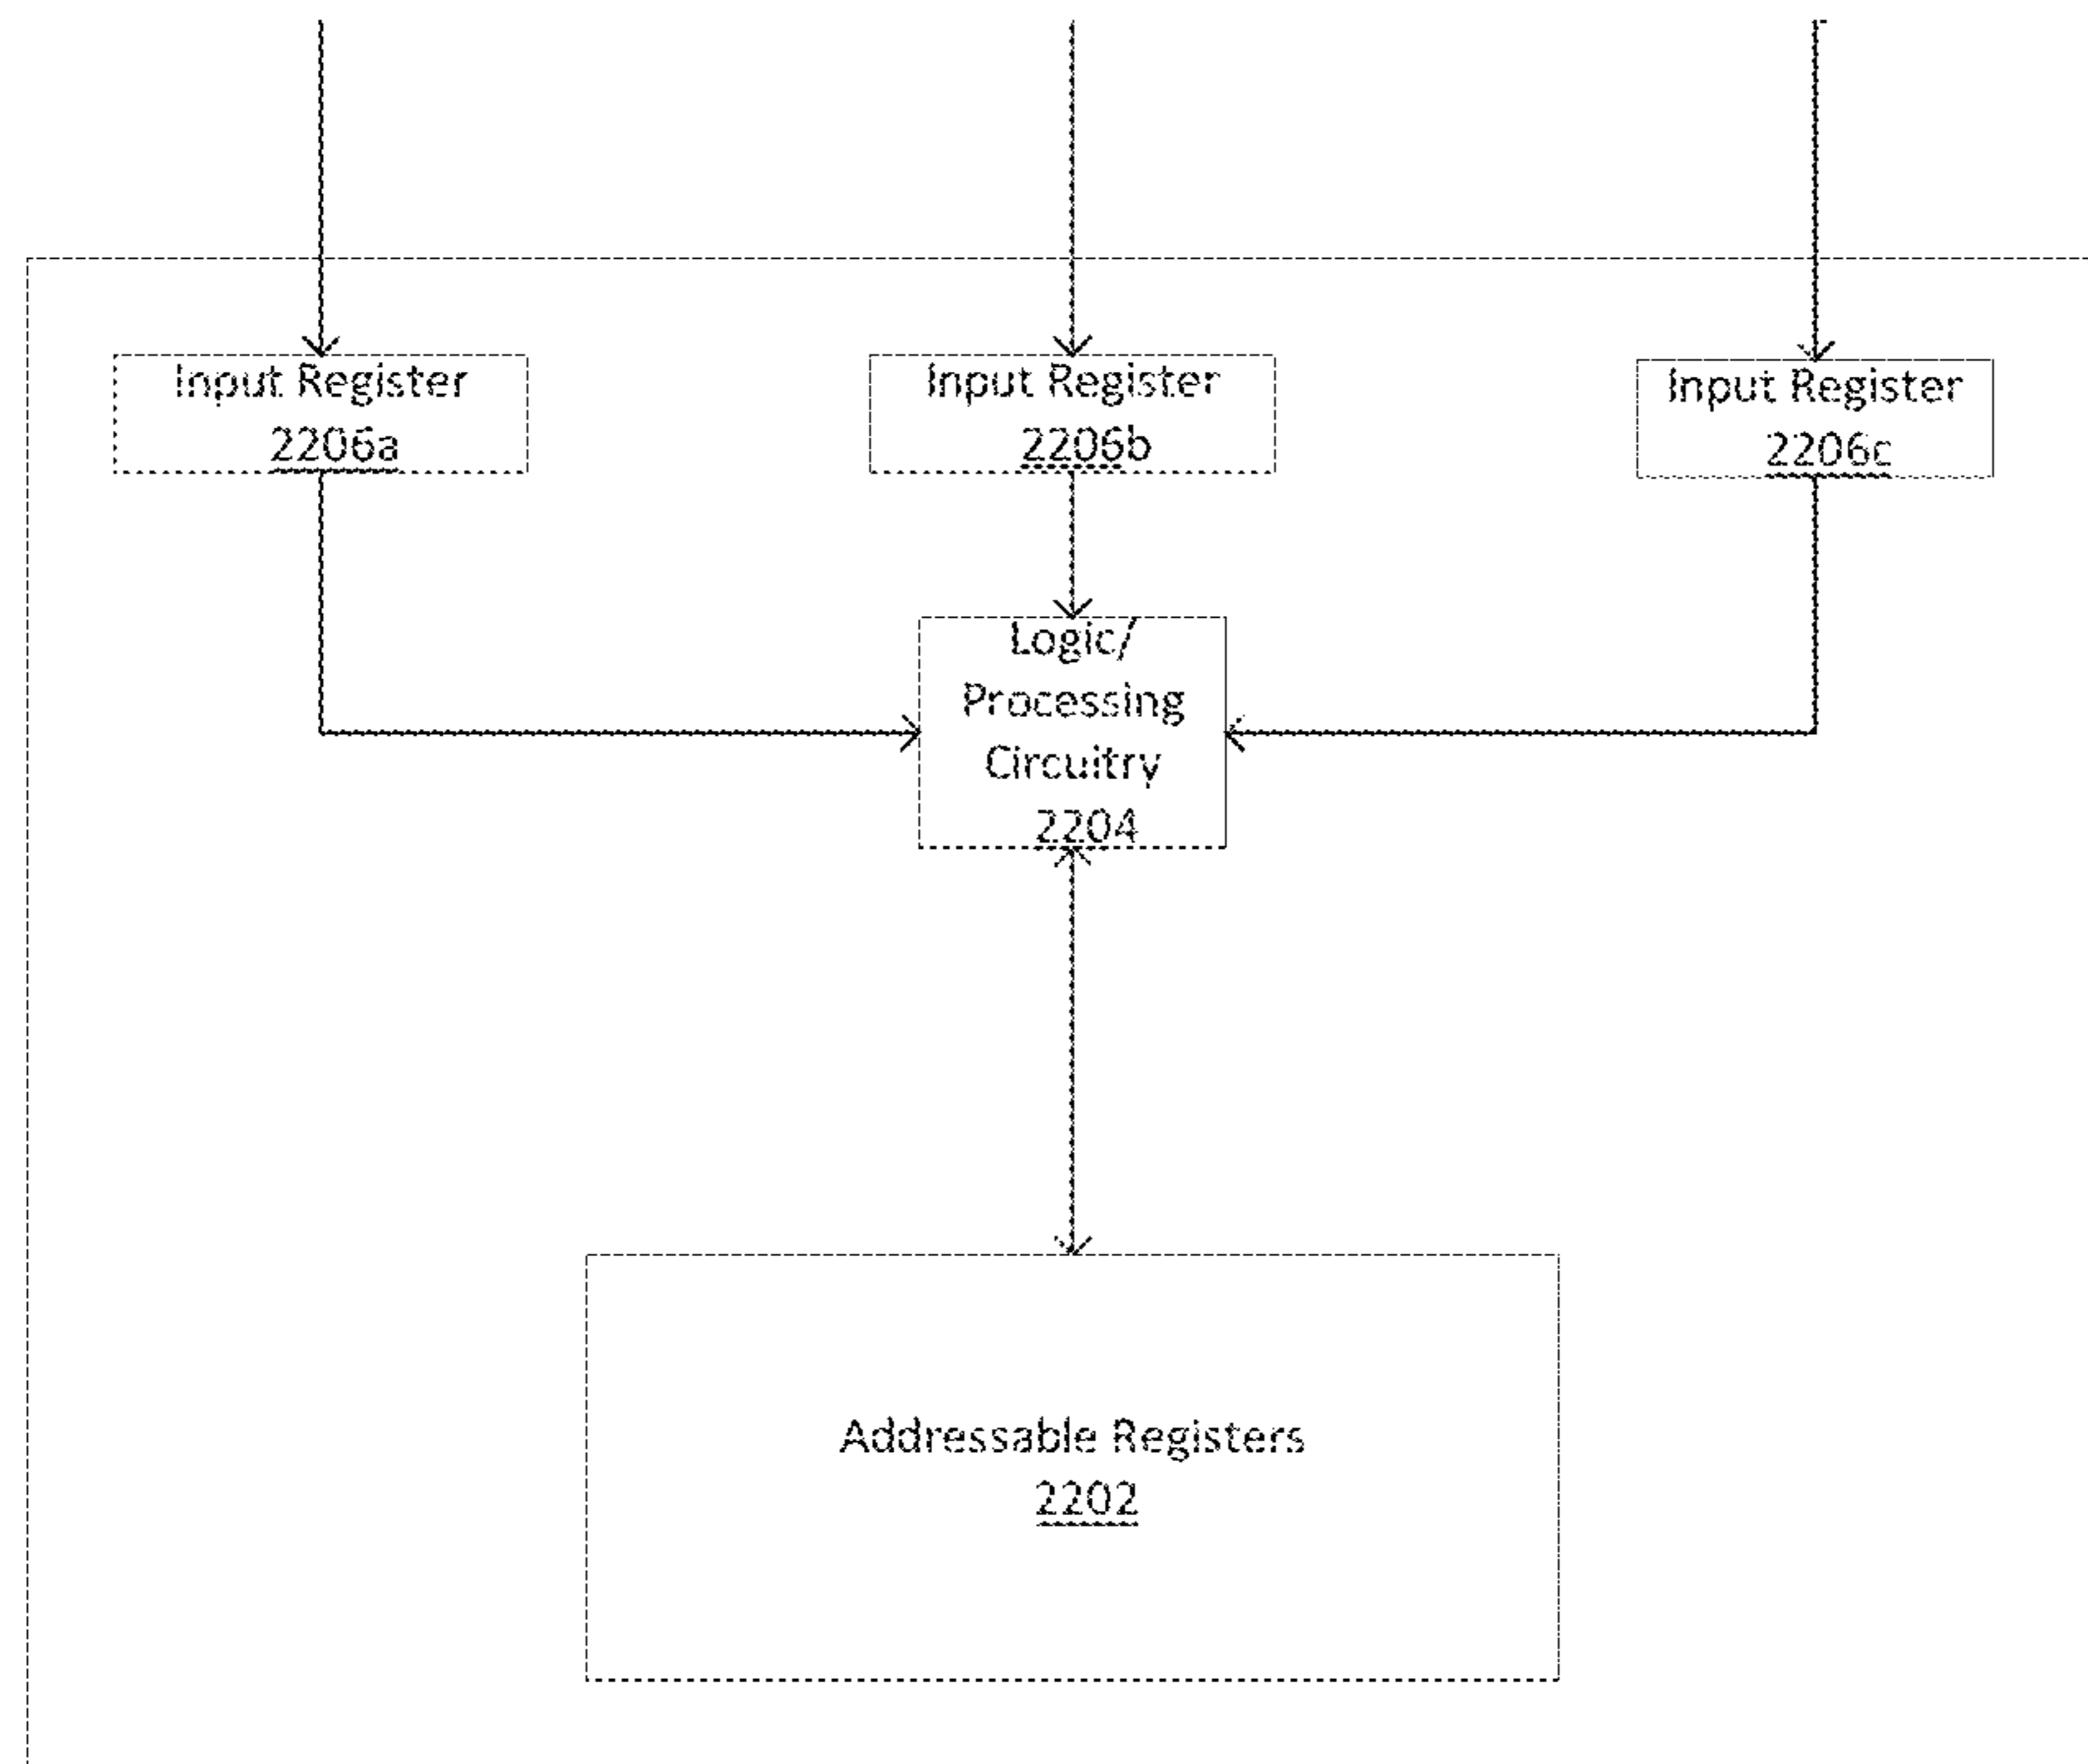 Input Register
2206a
Input Register
2206b
Input Register
2206c
Logic/
Processing
Circuitry
2204
Addressable Registers
2202